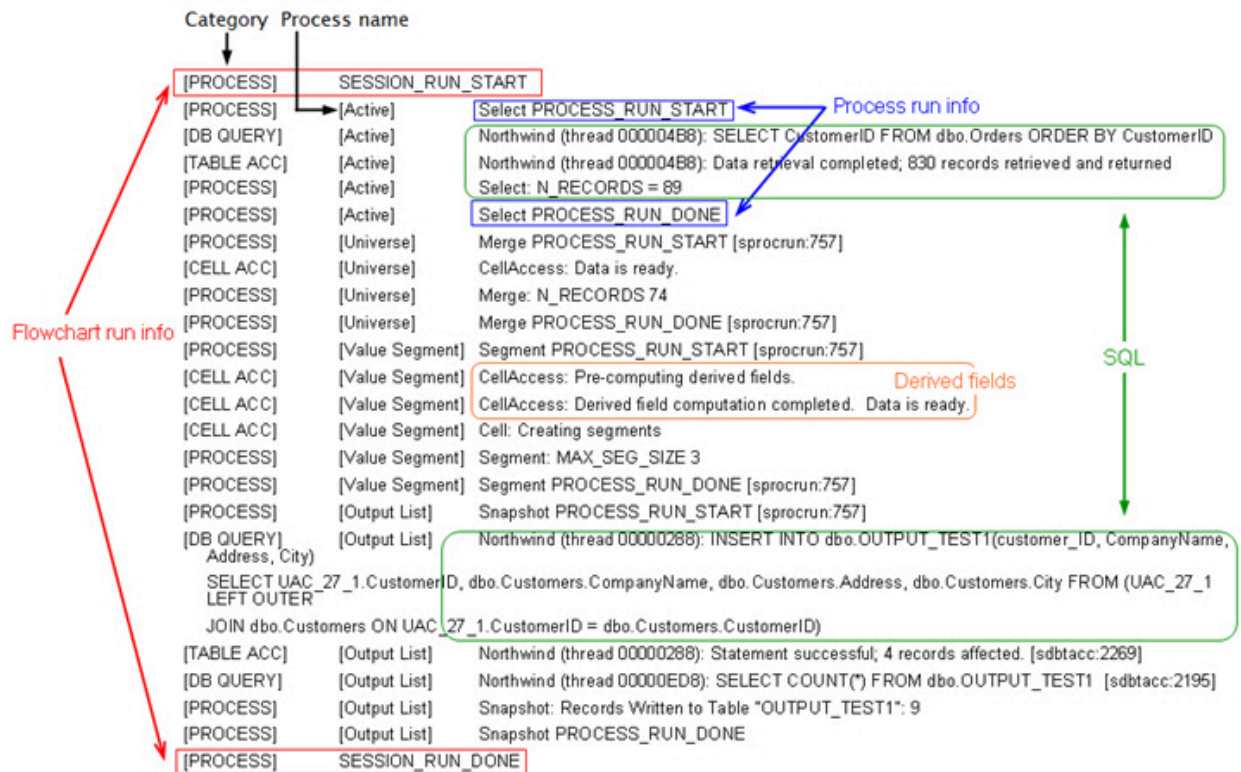 Category Process name
[PROCESS] SESSION_RUN_START
[PROCESS] [Active] Select PROCESS_RUN_START Process run info
[DB QUERY] [Active] Northwind (thread 000004B8): SELECT CustomerID FROM dbo.Orders ORDER BY CustomerID
[TABLE ACC] [Active] Northwind (thread 000004B8): Data retrieval completed; 830 records retrieved and returned
[PROCESS] [Active] Select: N_RECORDS = 89
[PROCESS] [Active] Select PROCESS_RUN_DONE
[PROCESS] [Universe] Merge PROCESS_RUN_START [sprocrun:757]
[CELL ACC] [Universe] CellAccess: Data is ready.
[PROCESS] [Universe] Merge: N_RECORDS 74
[PROCESS] [Universe] Merge PROCESS_RUN_DONE [sprocrun:757]
Flowchart run info
[PROCESS] [Value Segment] Segment PROCESS_RUN_START [sprocrun:757]
SQL
[CELL ACC] [Value Segment] CellAccess: Pre-computing derived fields. Derived fields
[CELL ACC] [Value Segment] CellAccess: Derived field computation completed. Data is ready.
[CELL ACC] [Value Segment] Cell: Creating segments
[PROCESS] [Value Segment] Segment: MAX_SEG_SIZE 3
[PROCESS] [Value Segment] Segment PROCESS_RUN_DONE [sprocrun:757]
[PROCESS] [Output List] Snapshot PROCESS_RUN_START [sprocrun:757]
[DB QUERY] [Output List] Northwind (thread 00000288): INSERT INTO dbo.OUTPUT_TEST1(customer_ID, CompanyName,
Address, City)
SELECT UAC_27_1.CustomerID, dbo.Customers.CompanyName, dbo.Customers.Address, dbo.Customers.City FROM (UAC_27_1
LEFT OUTER
JOIN dbo.Customers ON UAC_27_1.CustomerID = dbo.Customers.CustomerID)
[TABLE ACC] [Output List] Northwind (thread 00000288): Statement successful; 4 records affected. [sdbtacc:2269]
[DB QUERY] [Output List] Northwind (thread 00000ED8): SELECT COUNT(*) FROM dbo.OUTPUT_TEST1 [sdbtacc:2195]
[PROCESS] [Output List] Snapshot: Records Written to Table "OUTPUT_TEST1": 9
[PROCESS] [Output List] Snapshot PROCESS_RUN_DONE
[PROCESS] SESSION_RUN_DONE